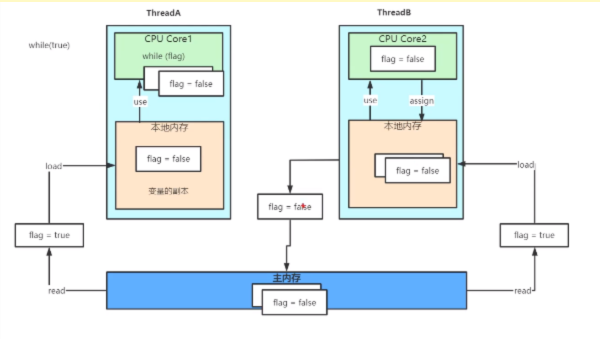 ThreadA
ThreadB
while(true)
CPU Core1
while (flag)
flag = false
CPU Core2
flag = false
use
use
assign
本地内存
flag = false
变量的副本
本地内存
flag = false
load
load
flag = false
flag = true
flag = true
主内存
flag = false
read
read